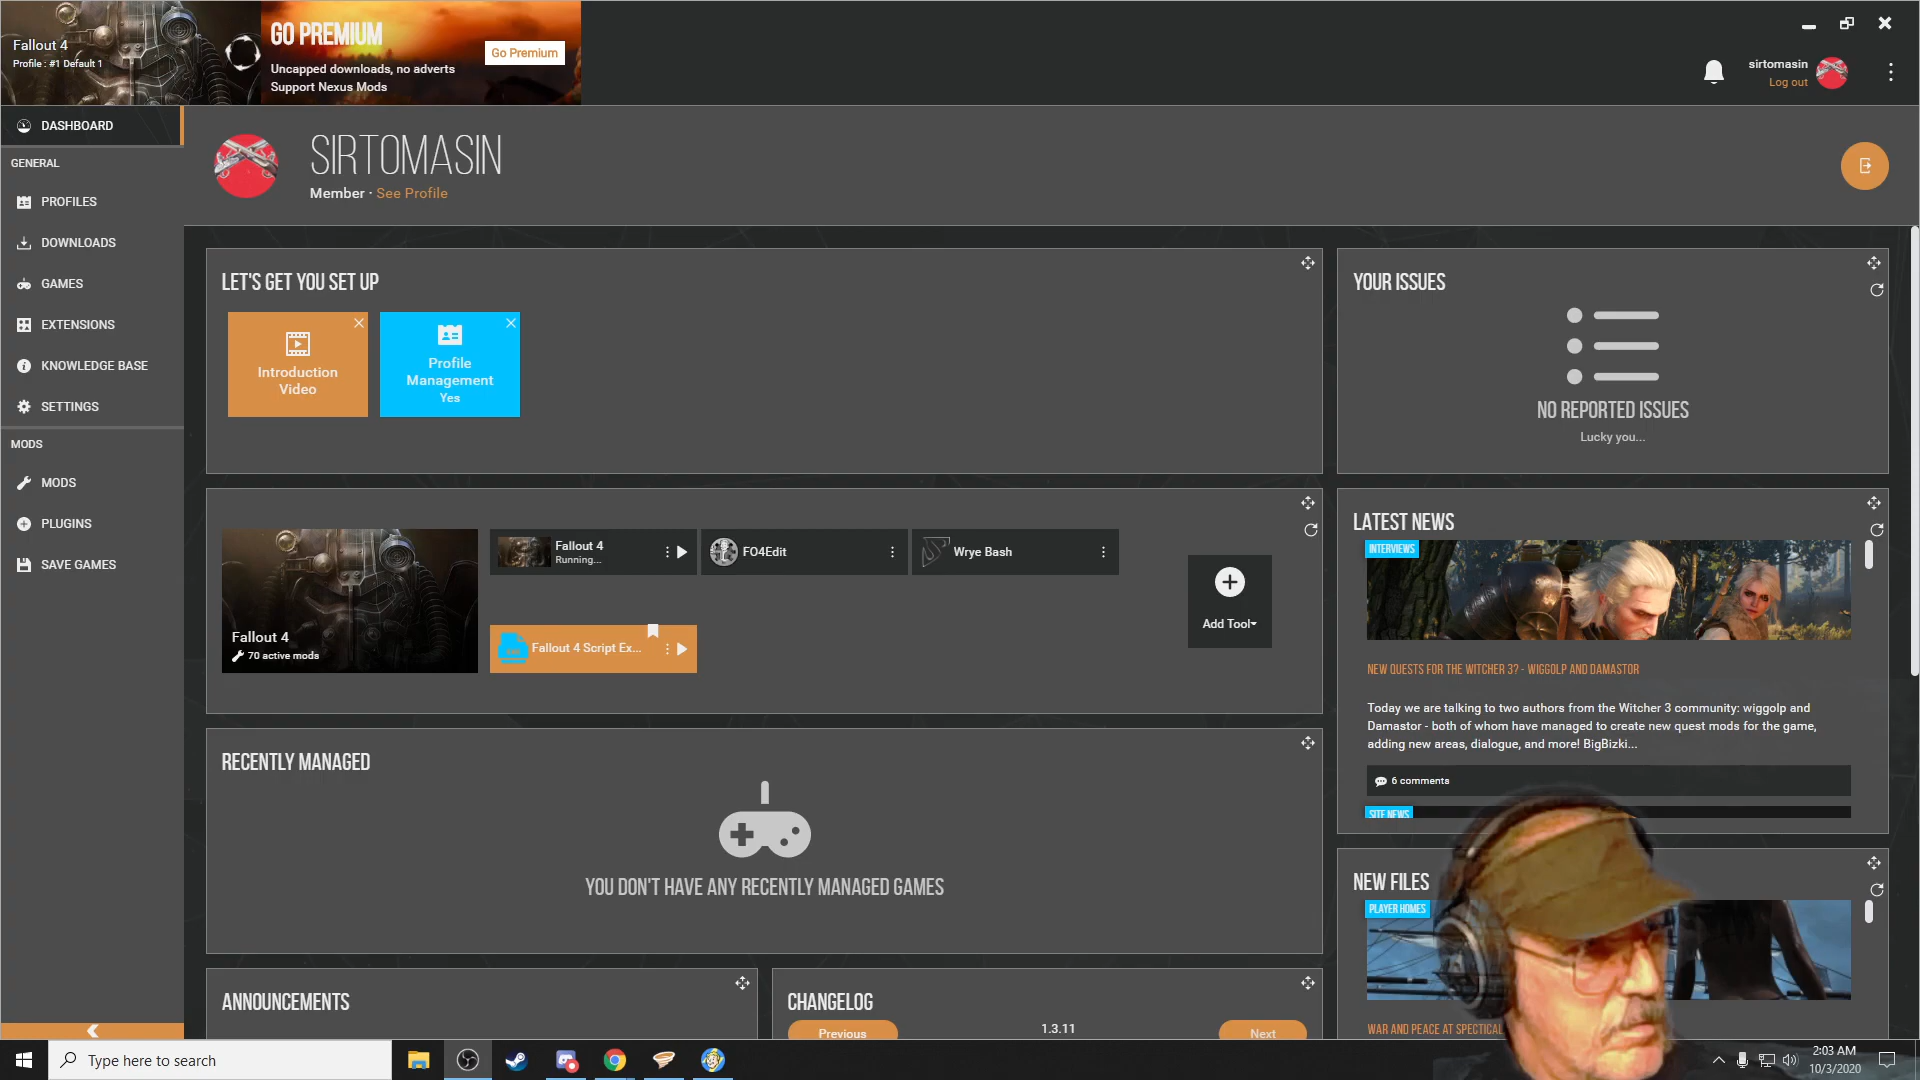 Fallout 4
Profile : #1 Default 1
GO PREMIUM
Uncapped downloads, no adverts
Support Nexus Mods
Go Premium
sirtomasin
Log out
DASHBOARD
GENERAL
PROFILES
DOWNLOADS
GAMES
EXTENSIONS
KNOWLEDGE BASE
SETTINGS
MODS
MODS
PLUGINS
SAVE GAMES
SIRTOMASIN
Member · See Profile
LET'S GET YOU SET UP
Introduction
Video
Profile
Management
Yes
YOUR ISSUES
NO REPORTED ISSUES
Lucky you...
Fallout 4
70 active mods
Fallout 4
Running...
FO4Edit
Wrye Bash
Fallout 4 Script Ex...
Add Tool
LATEST NEWS
INTERVIEWS
NEW QUESTS FOR THE WITCHER 3? - WIGGOLP AND DAMASTOR
Today we are talking to two authors from the Witcher 3 community: wiggolp and
Damastor - both of whom have managed to create new quest mods for the game,
adding new areas, dialogue, and more! BigBizki...
6 comments
SITE NEWS
RECENTLY MANAGED
YOU DON'T HAVE ANY RECENTLY MANAGED GAMES
NEW FILES
PLAYER HOMES
WAR AND PEACE AT SPECTICAL
ANNOUNCEMENTS
CHANGELOG
Previous
1.3.11
Next
Type here to search
2:03 AM
10/3/2020